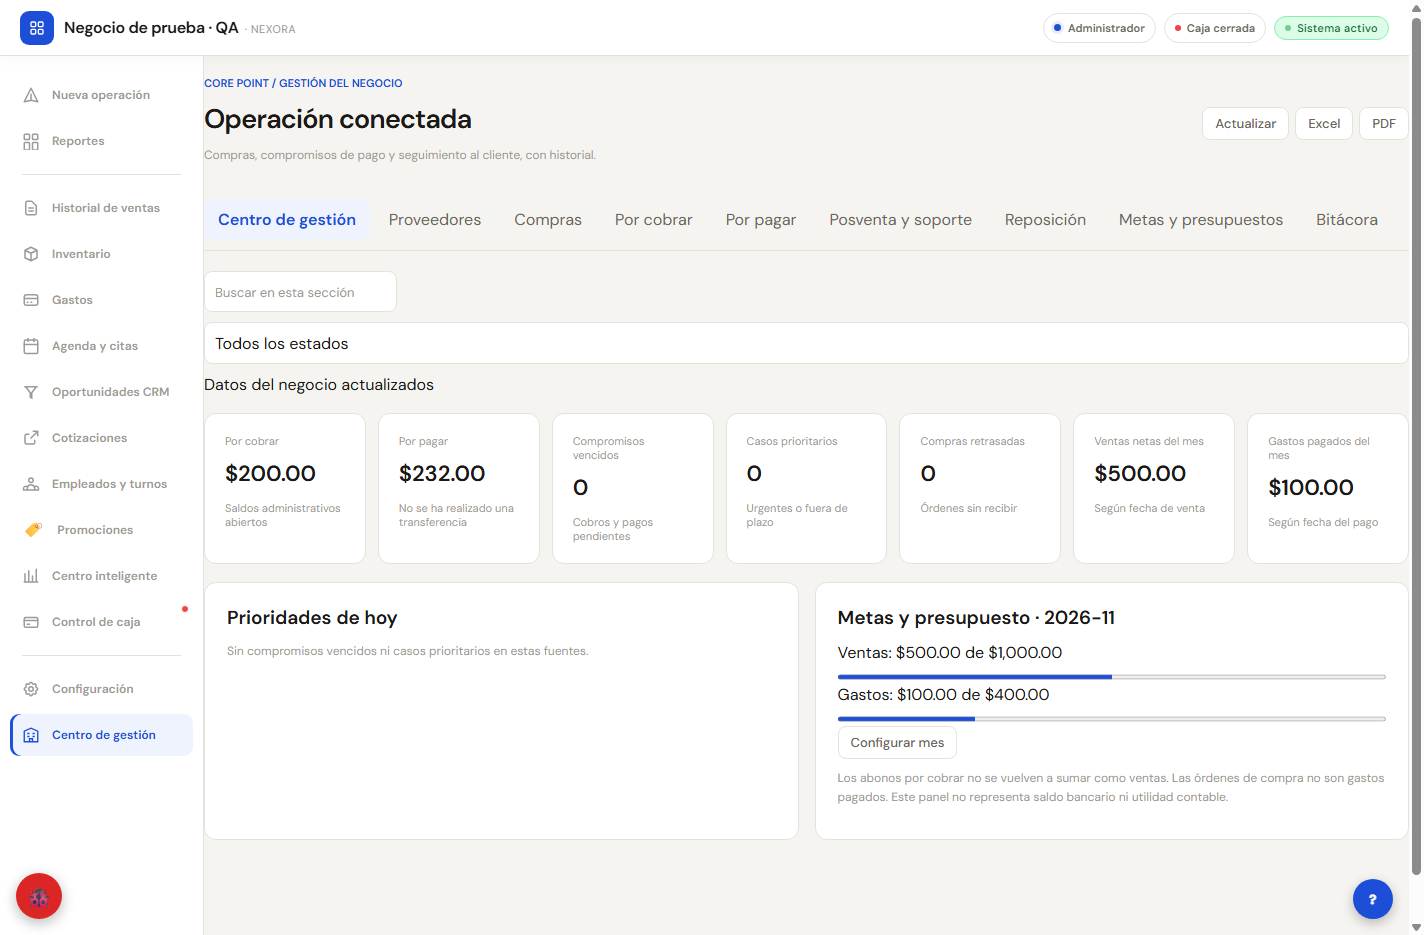 Negocio de prueba · QA · NEXORA
Administrador
Caja cerrada
Sistema activo
Nueva operación
Reportes
Historial de ventas
Inventario
Gastos
Agenda y citas
Oportunidades CRM
Cotizaciones
Empleados y turnos
Promociones
Centro inteligente
Control de caja
Configuración
Centro de gestión
CORE POINT / GESTIÓN DEL NEGOCIO
Operación conectada
Compras, compromisos de pago y seguimiento al cliente, con historial.
Actualizar
Excel
PDF
Centro de gestión
Proveedores
Compras
Por cobrar
Por pagar
Posventa y soporte
Reposición
Metas y presupuestos
Bitácora
Buscar en esta sección
Todos los estados
Datos del negocio actualizados
Por cobrar
$200.00
Saldos administrativos
abiertos
Por pagar
$232.00
No se ha realizado una
transferencia
Compromisos
vencidos
0
Cobros y pagos
pendientes
Casos prioritarios
0
Urgentes o fuera de
plazo
Compras retrasadas
0
Órdenes sin recibir
Ventas netas del mes
$500.00
Según fecha de venta
Gastos pagados del
mes
$100.00
Según fecha del pago
Prioridades de hoy
Sin compromisos vencidos ni casos prioritarios en estas fuentes.
Metas y presupuesto · 2026-11
Ventas: $500.00 de $1,000.00
Gastos: $100.00 de $400.00
Configurar mes
Los abonos por cobrar no se vuelven a sumar como ventas. Las órdenes de compra no son gastos
pagados. Este panel no representa saldo bancario ni utilidad contable.
?